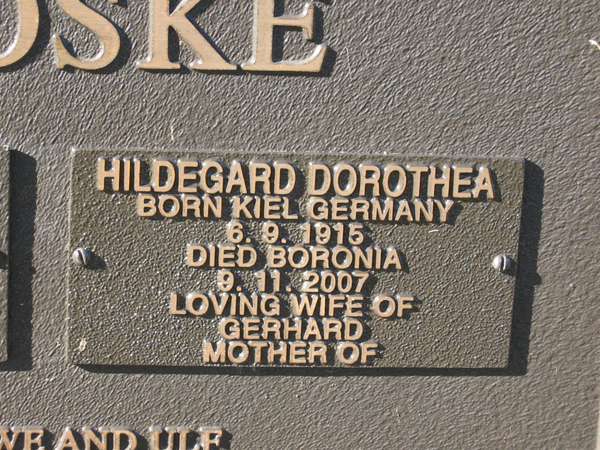 OSKE
HILDEGARD DOROTHEA
BORN KIEL GERMANY
6. 9. 1915
DIED BORONIA
9. 11. 2007
LOVING WIFE OF
GERHARD
MOTHER OF
WE AND ULF